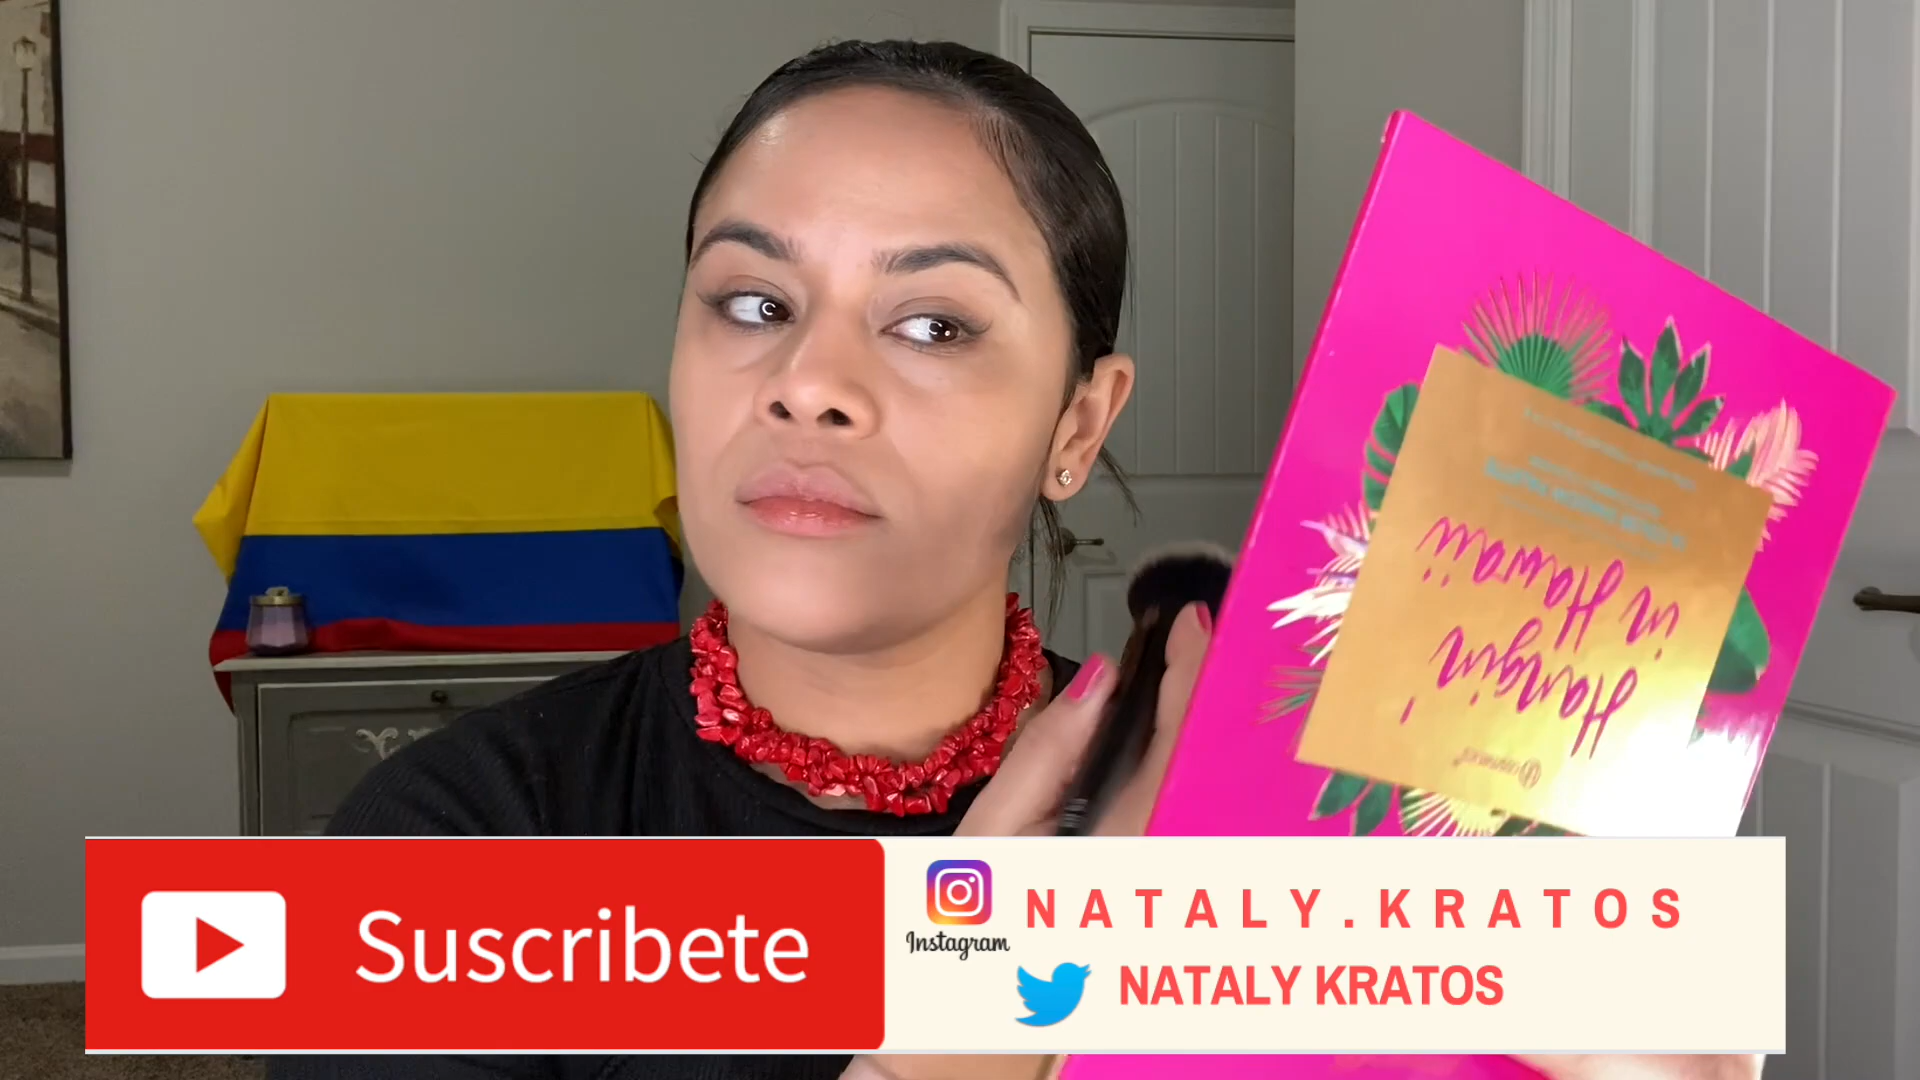 Hangin'
in Hawaii
Suscribete
Instagram
NATALY.KRATOS
NATALY KRATOS